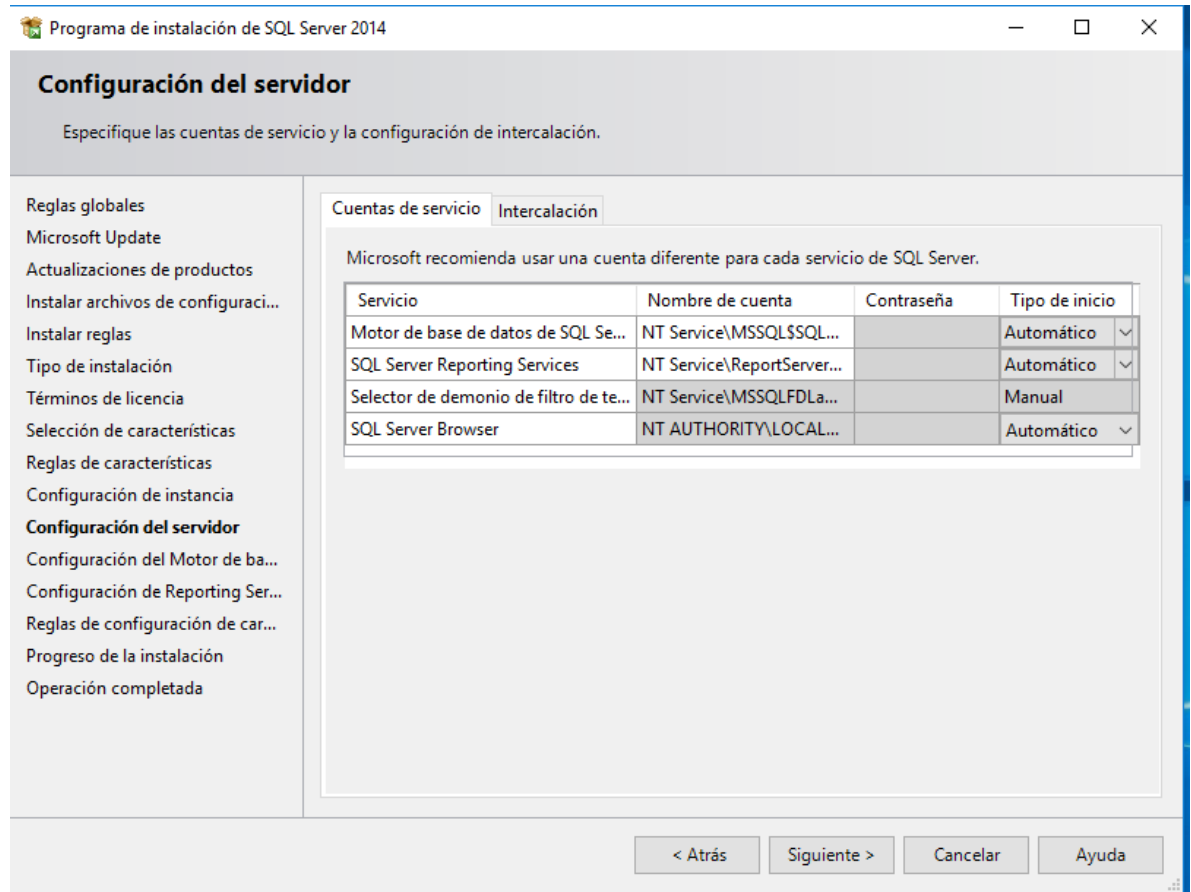 Programa de instalación de SQL Server 2014
Configuración del servidor
Especifique las cuentas de servicio y la configuración de intercalación.
Reglas globales
Microsoft Update
Actualizaciones de productos
Instalar archivos de configuraci...
Instalar reglas
Tipo de instalación
Términos de licencia
Selección de características
Reglas de características
Configuración de instancia
Configuración del servidor
Configuración del Motor de ba...
Configuración de Reporting Ser...
Reglas de configuración de car...
Progreso de la instalación
Operación completada
Cuentas de servicio Intercalación
Microsoft recomienda usar una cuenta diferente para cada servicio de SQL Server.
Servicio Nombre de cuenta Contraseña Tipo de inicio
Motor de base de datos de SQL Se... NT Service\MSSQL$SQL... Automático
SQL Server Reporting Services NT Service\ReportServer... Automático
Selector de demonio de filtro de te... NT Service\MSSQLFDLa... Manual
SQL Server Browser NT AUTHORITY\LOCAL... Automático
< Atrás Siguiente > Cancelar Ayuda